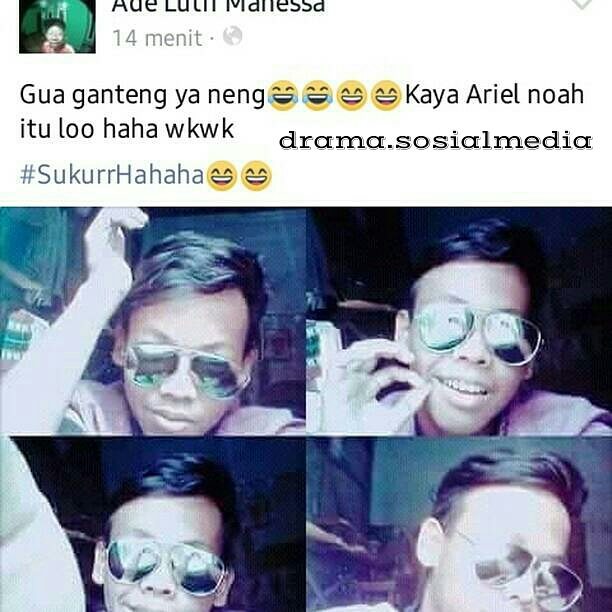 Ade Lutfi Manessa
14 menit ·
Gua ganteng ya neng😂😂😄😄Kaya Ariel noah
itu loo haha wkwk
drama.sosialmedia
#SukurrHahaha😄😄